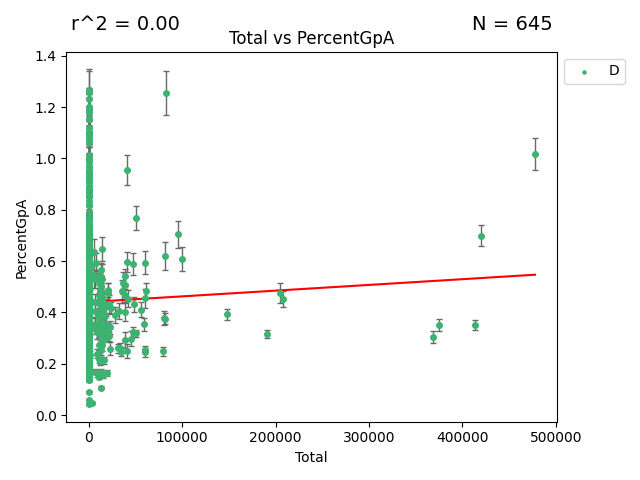 r^2 = 0.00
N = 645
Total vs PercentGpA
D
1.4
1.2
1.0
0.8
0.6
0.4
0.2
0.0
PercentGpA
0
100000
200000
300000
400000
500000
Total